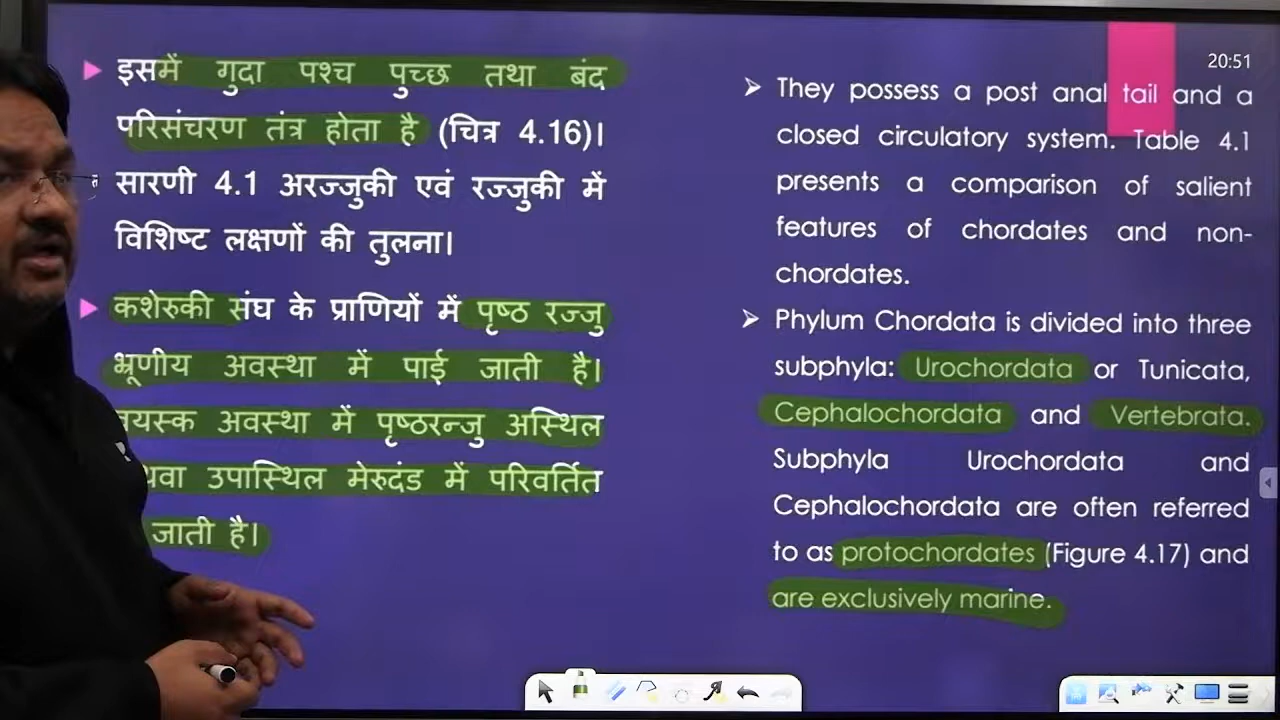 इसमें गुदा पश्च पुच्छ तथा बंद
परिसंचरण तंत्र होता है (चित्र 4.16)।
सारणी 4.1 अरज्जुकी एवं रज्जुकी में
विशिष्ट लक्षणों की तुलना।
कशेरुकी संघ के प्राणियों में पृष्ठ रज्जु
भ्रूणीय अवस्था में पाई जाती है।
अवस्था में पृष्ठरन्जु अस्थिल
उपास्थिल मेरुदंड में परिवर्तित
जाती है।
20:51
They possess a post anal tail and a
closed circulatory system. Table 4.1
presents a comparison of salient
features of chordates and non-
chordates.
Phylum Chordata is divided into three
subphyla: Urochordata or Tunicata,
Cephalochordata and Vertebrata.
Subphyla Urochordata and
Cephalochordata are often referred
to as protochordates (Figure 4.17) and
are exclusively marine.